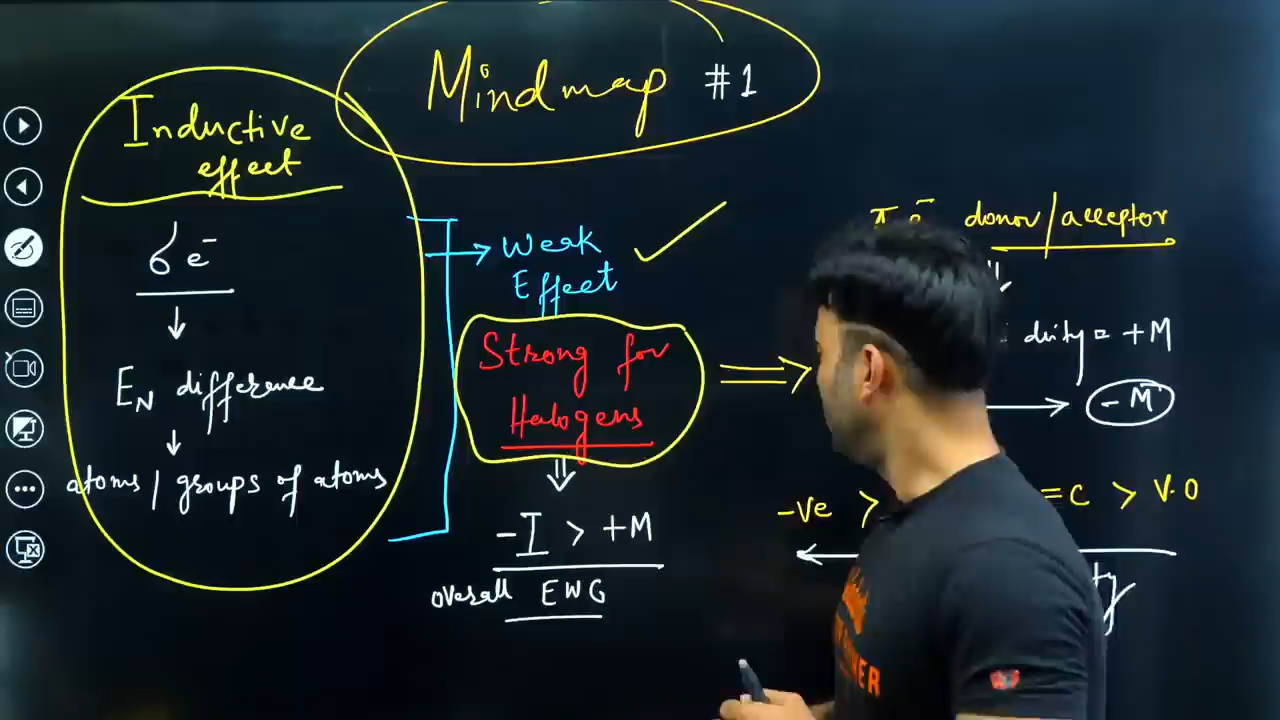 Mindmap #1
Inductive
effect
σ e⁻
E_N difference
atoms / groups of atoms
→ Weak
Effect
Strong for
Halogens
-I > +M
overall EWG
π e⁻ donor/acceptor
= +M
-M
-ve > =C > V.O